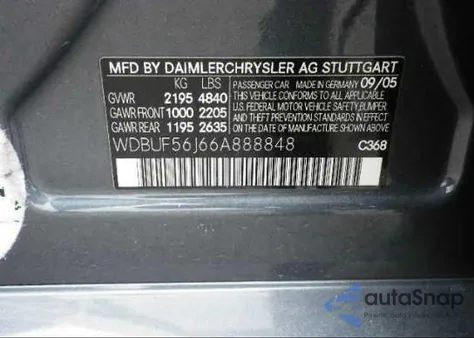 MFD BY DAIMLERCHRYSLER AG STUTTGART
KG LBS
GVWR 2195 4840
GAWR FRONT 1000 2205
GAWR REAR 1195 2635
PASSENGER CAR MADE IN GERMANY 09/05
THIS VEHICLE CONFORMS TO ALL APPLICABLE
U.S. FEDERAL MOTOR VEHICLE SAFETY, BUMPER
AND THEFT PREVENTION STANDARDS IN EFFECT
ON THE DATE OF MANUFACTURE SHOWN ABOVE.
WDBUF56J66A888848 C368
autoSnap